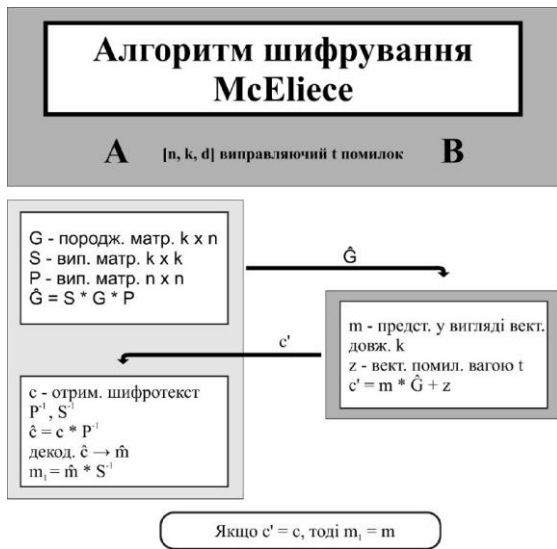 Алгоритм шифрування
McEliece
A [n, k, d] виправляючий t помилок B
G - породж. матр. k x n
S - вип. матр. k x k
P - вип. матр. n x n
Ĝ = S * G * P
Ĝ
m - предст. у вигляді вект.
довж. k
z - вект. помил. вагою t
c' = m * Ĝ + z
c'
c - отрим. шифротекст
P⁻¹, S⁻¹
ĉ = c * P⁻¹
декод. ĉ → m̂
m₁ = m̂ * S⁻¹
Якщо c' = c, тоді m₁ = m